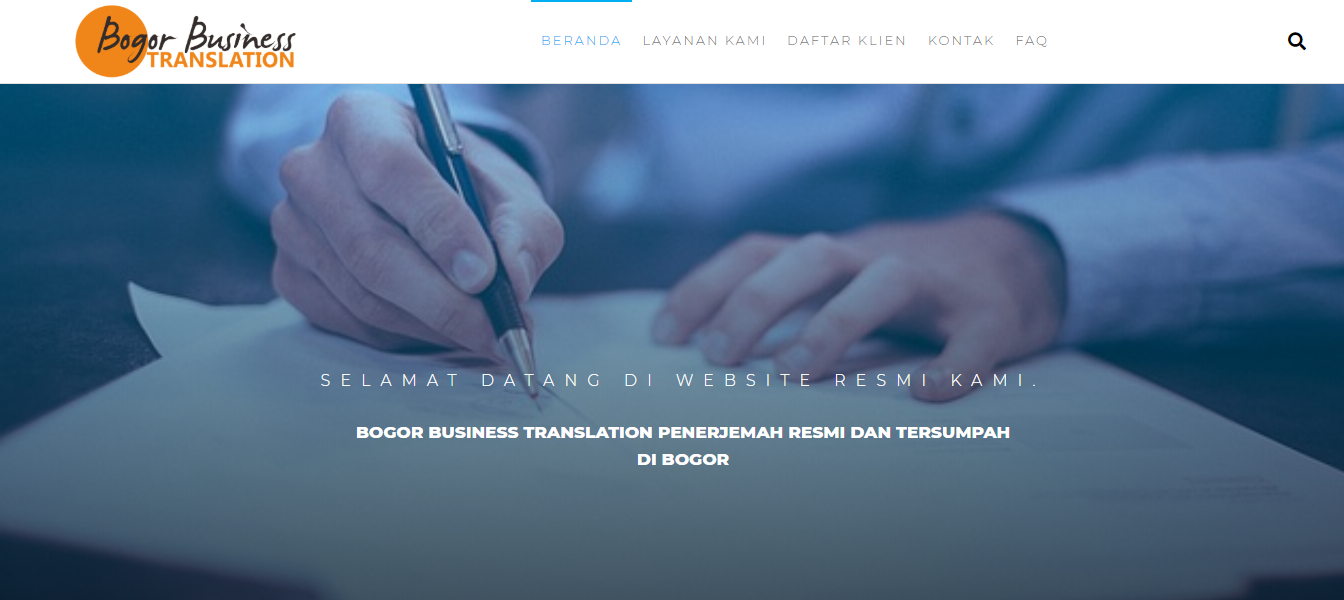 Bogor Business
TRANSLATION
BERANDA LAYANAN KAMI DAFTAR KLIEN KONTAK FAQ
SELAMAT DATANG DI WEBSITE RESMI KAMI.
BOGOR BUSINESS TRANSLATION PENERJEMAH RESMI DAN TERSUMPAH
DI BOGOR